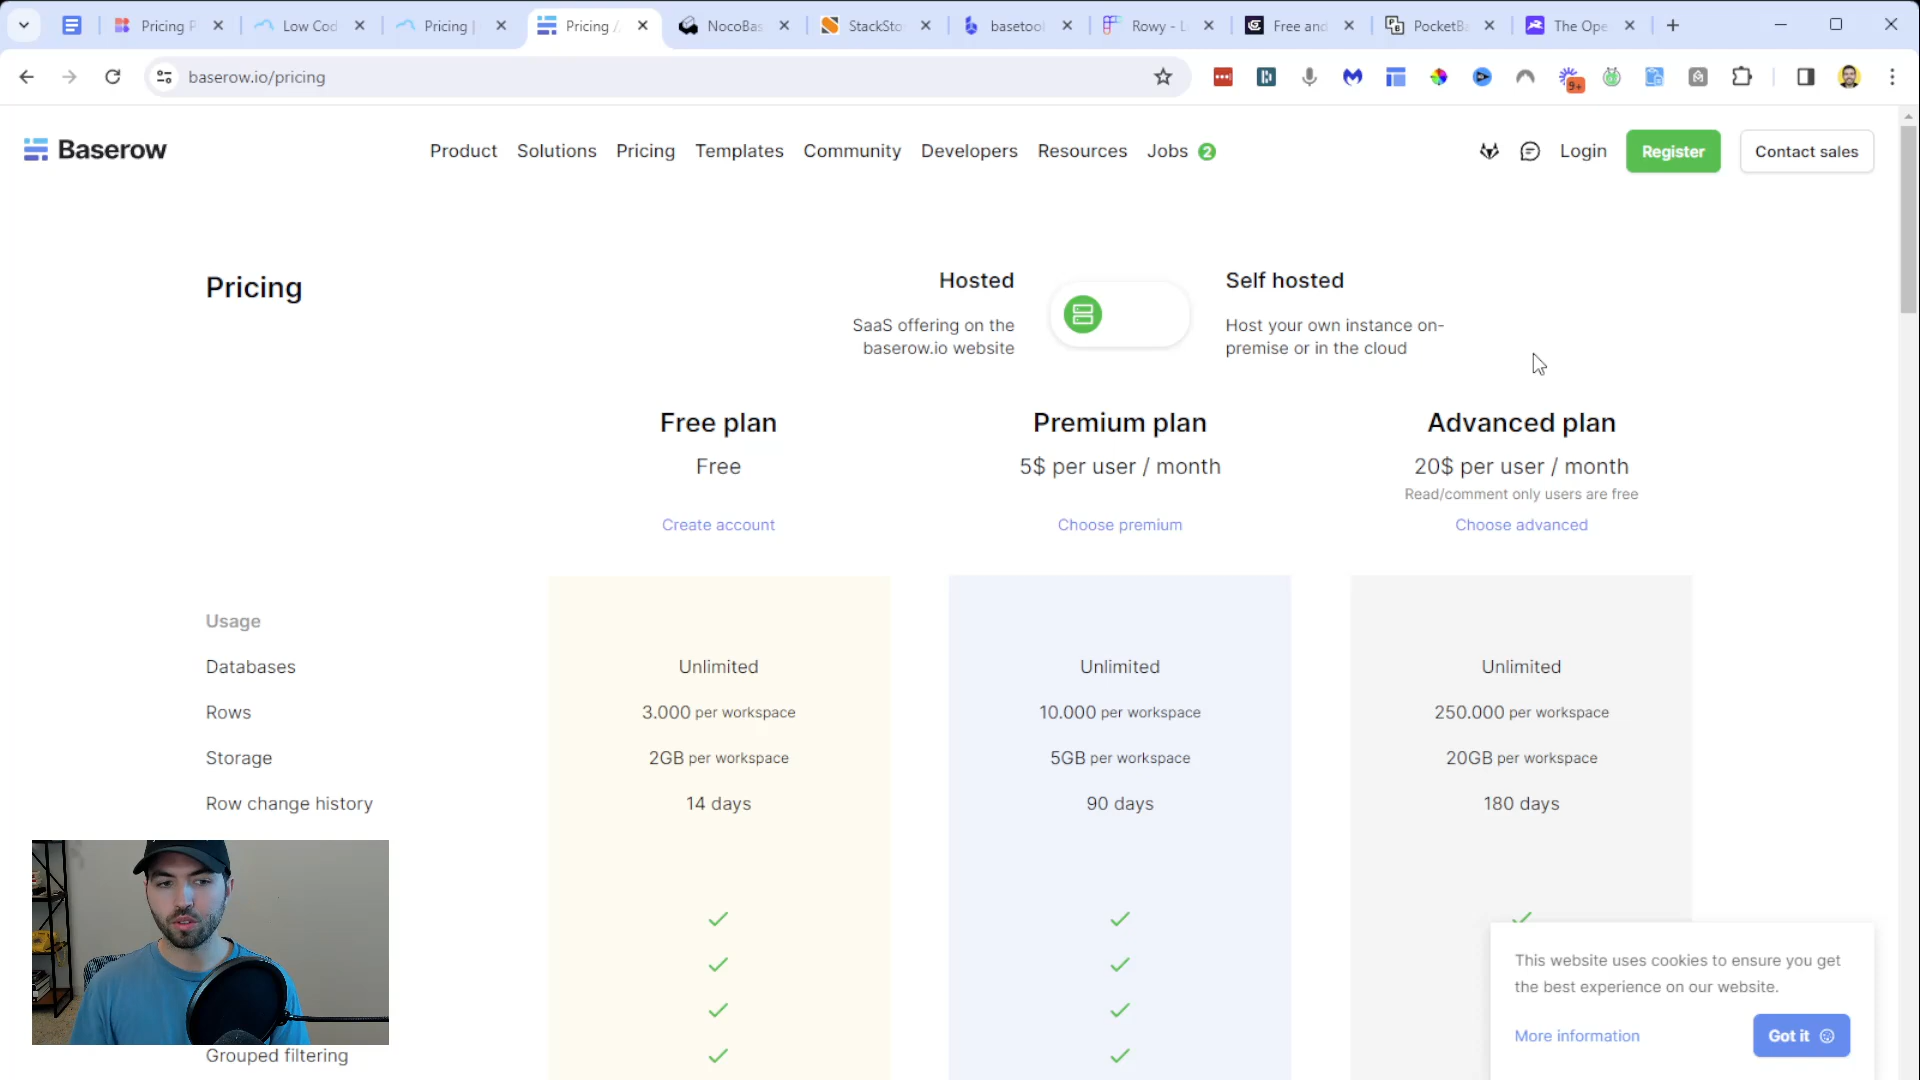 Pricing P
Low Cod
Pricing |
Pricing /
NocoBas
StackSto
basetool
Rowy - L
Free and
PocketBa
The Ope
baserow.io/pricing
9+
Baserow
Product
Solutions
Pricing
Templates
Community
Developers
Resources
Jobs 2
Login
Register
Contact sales
Pricing
Hosted
SaaS offering on the
baserow.io website
Self hosted
Host your own instance on-
premise or in the cloud
Free plan
Free
Create account
Premium plan
5$ per user / month
Choose premium
Advanced plan
20$ per user / month
Read/comment only users are free
Choose advanced
Usage
Databases
Unlimited
Unlimited
Unlimited
Rows
3.000 per workspace
10.000 per workspace
250.000 per workspace
Storage
2GB per workspace
5GB per workspace
20GB per workspace
Row change history
14 days
90 days
180 days
Grouped filtering
This website uses cookies to ensure you get
the best experience on our website.
More information
Got it